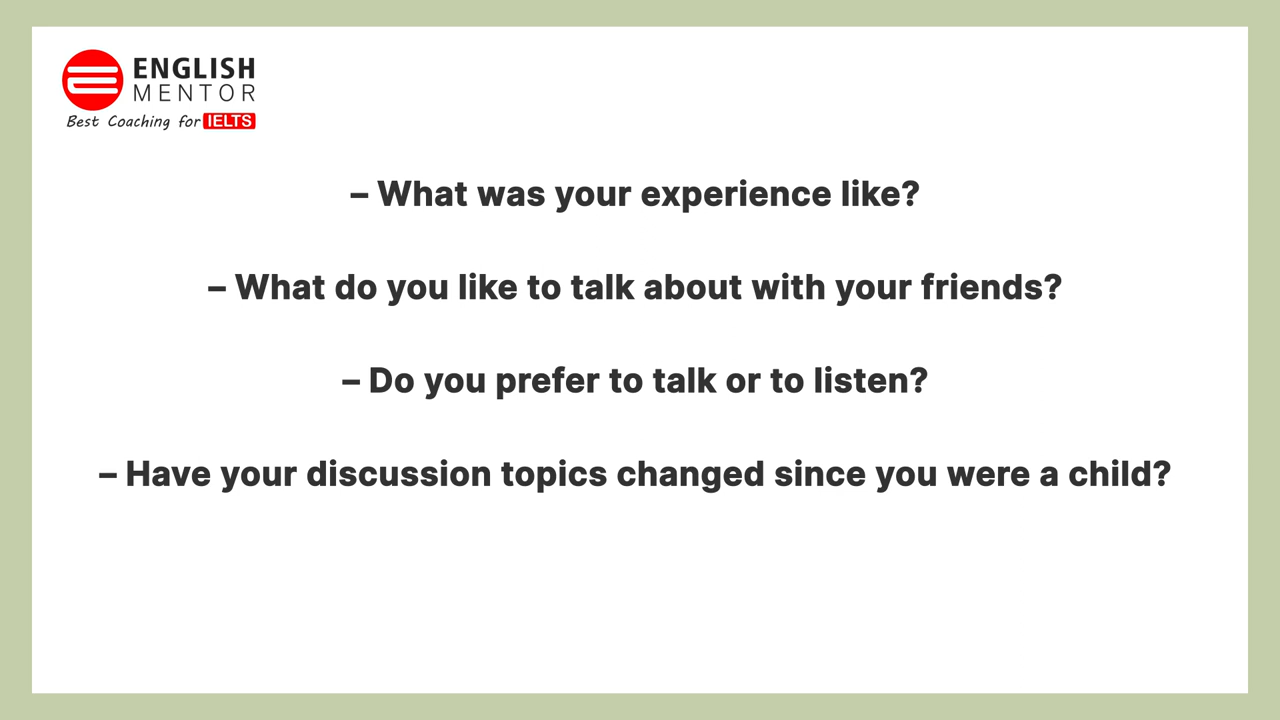 ENGLISH
MENTOR
Best Coaching for IELTS
– What was your experience like?
– What do you like to talk about with your friends?
– Do you prefer to talk or to listen?
– Have your discussion topics changed since you were a child?